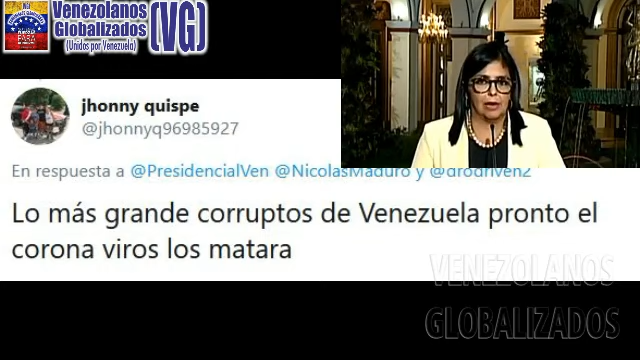 Venezolanos
Globalizados
(Unidos por Venezuela)
(VG)
jhonny quispe
@jhonnyq96985927
En respuesta a @PresidencialVen @NicolasMaduro y @drodriven2
Lo más grande corruptos de Venezuela pronto el
corona viros los matara
VENEZOLANOS
GLOBALIZADOS